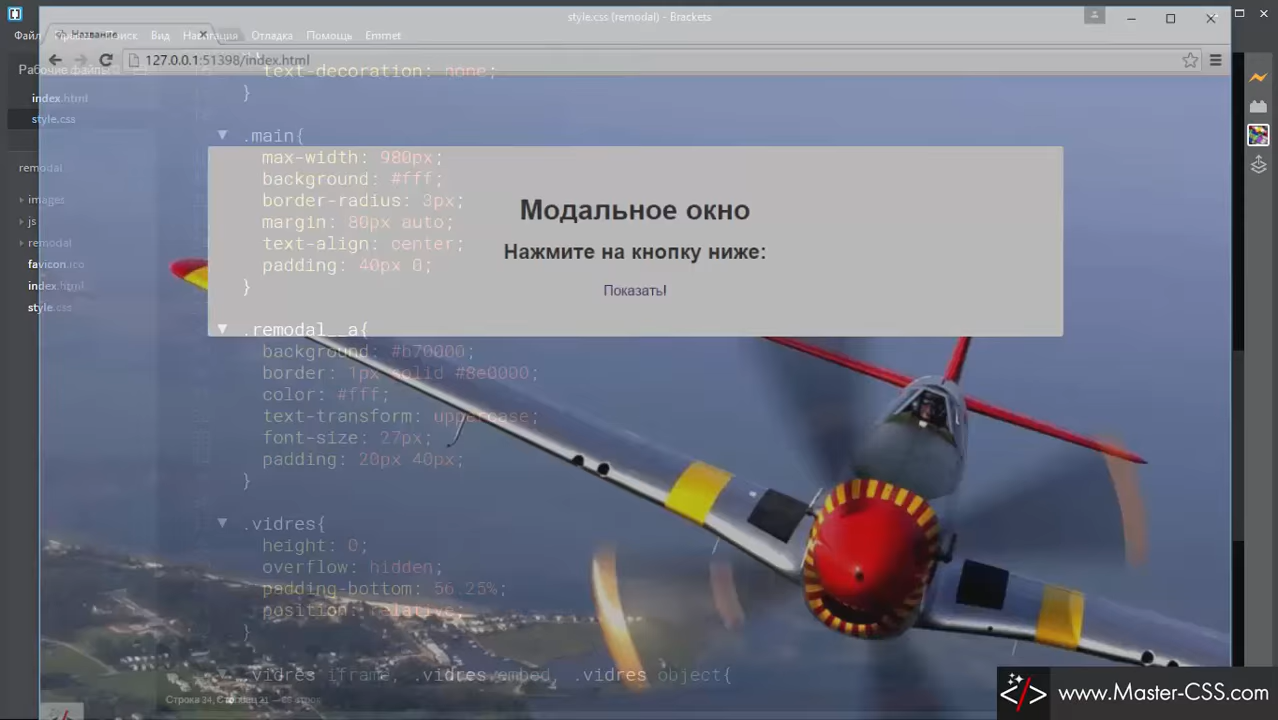 style.css (remodal) - Brackets
Файл Правка Поиск Вид Навигация Отладка Помощь Emmet
127.0.0.1:51398/index.html
Рабочие файлы
index.html
style.css
remodal
images
js
remodal
favicon.ico
index.html
style.css
text-decoration: none;
}
.main{
max-width: 980px;
background: #fff;
border-radius: 3px;
margin: 80px auto;
text-align: center;
padding: 40px 0;
}
Модальное окно
Нажмите на кнопку ниже:
Показать!
.remodal__a{
background: #b70000;
border: 1px solid #8e0000;
color: #fff;
text-transform: uppercase;
font-size: 27px;
padding: 20px 40px;
}
.vidres{
height: 0;
overflow: hidden;
padding-bottom: 56.25%;
position: relative;
}
.vidres iframe, .vidres embed, .vidres object{
www.Master-CSS.com